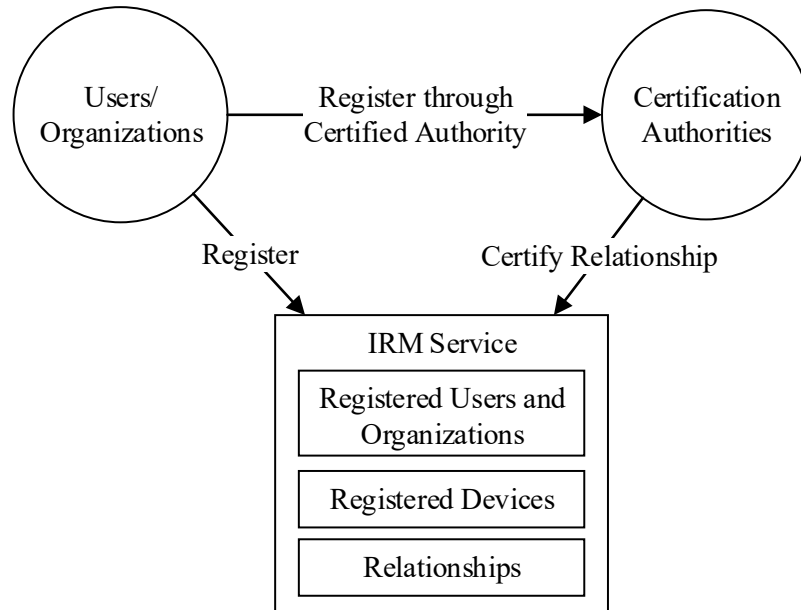 Users/
Organizations
Register through
Certified Authority
Certification
Authorities
Register
Certify Relationship
IRM Service
Registered Users and
Organizations
Registered Devices
Relationships